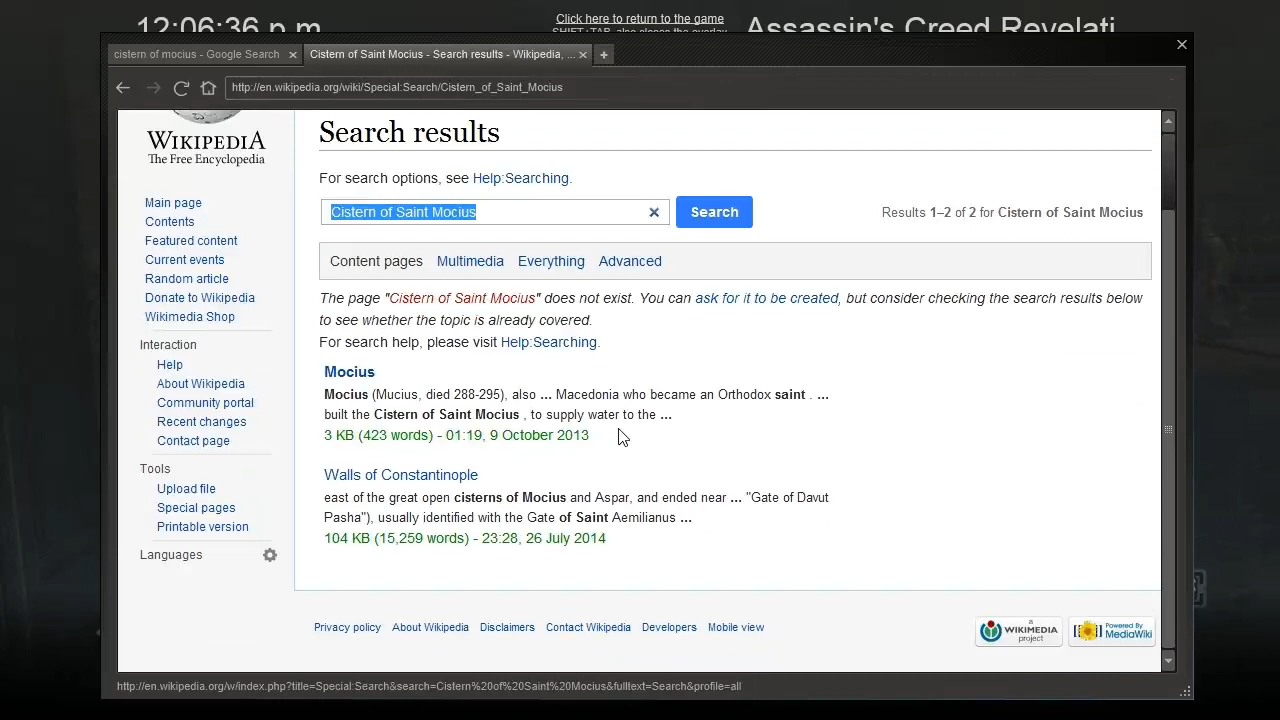 12:06:36 p.m
Click here to return to the game
SHIFT+TAB also closes the overlay
Assassin's Creed Revelati
cistern of mocius - Google Search
Cistern of Saint Mocius - Search results - Wikipedia, ...
http://en.wikipedia.org/wiki/Special:Search/Cistern_of_Saint_Mocius
WIKIPEDIA
The Free Encyclopedia
Main page
Contents
Featured content
Current events
Random article
Donate to Wikipedia
Wikimedia Shop
Interaction
Help
About Wikipedia
Community portal
Recent changes
Contact page
Tools
Upload file
Special pages
Printable version
Languages
Search results
For search options, see Help:Searching.
Cistern of Saint Mocius
Search
Results 1–2 of 2 for Cistern of Saint Mocius
Content pages Multimedia Everything Advanced
The page "Cistern of Saint Mocius" does not exist. You can ask for it to be created, but consider checking the search results below
to see whether the topic is already covered.
For search help, please visit Help:Searching.
Mocius
Mocius (Mucius, died 288-295), also ... Macedonia who became an Orthodox saint . ...
built the Cistern of Saint Mocius , to supply water to the ...
3 KB (423 words) - 01:19, 9 October 2013
Walls of Constantinople
east of the great open cisterns of Mocius and Aspar, and ended near ... "Gate of Davut
Pasha"), usually identified with the Gate of Saint Aemilianus ...
104 KB (15,259 words) - 23:28, 26 July 2014
Privacy policy About Wikipedia Disclaimers Contact Wikipedia Developers Mobile view
a
WIKIMEDIA
project
Powered By
MediaWiki
http://en.wikipedia.org/w/index.php?title=Special:Search&search=Cistern%20of%20Saint%20Mocius&fulltext=Search&profile=all